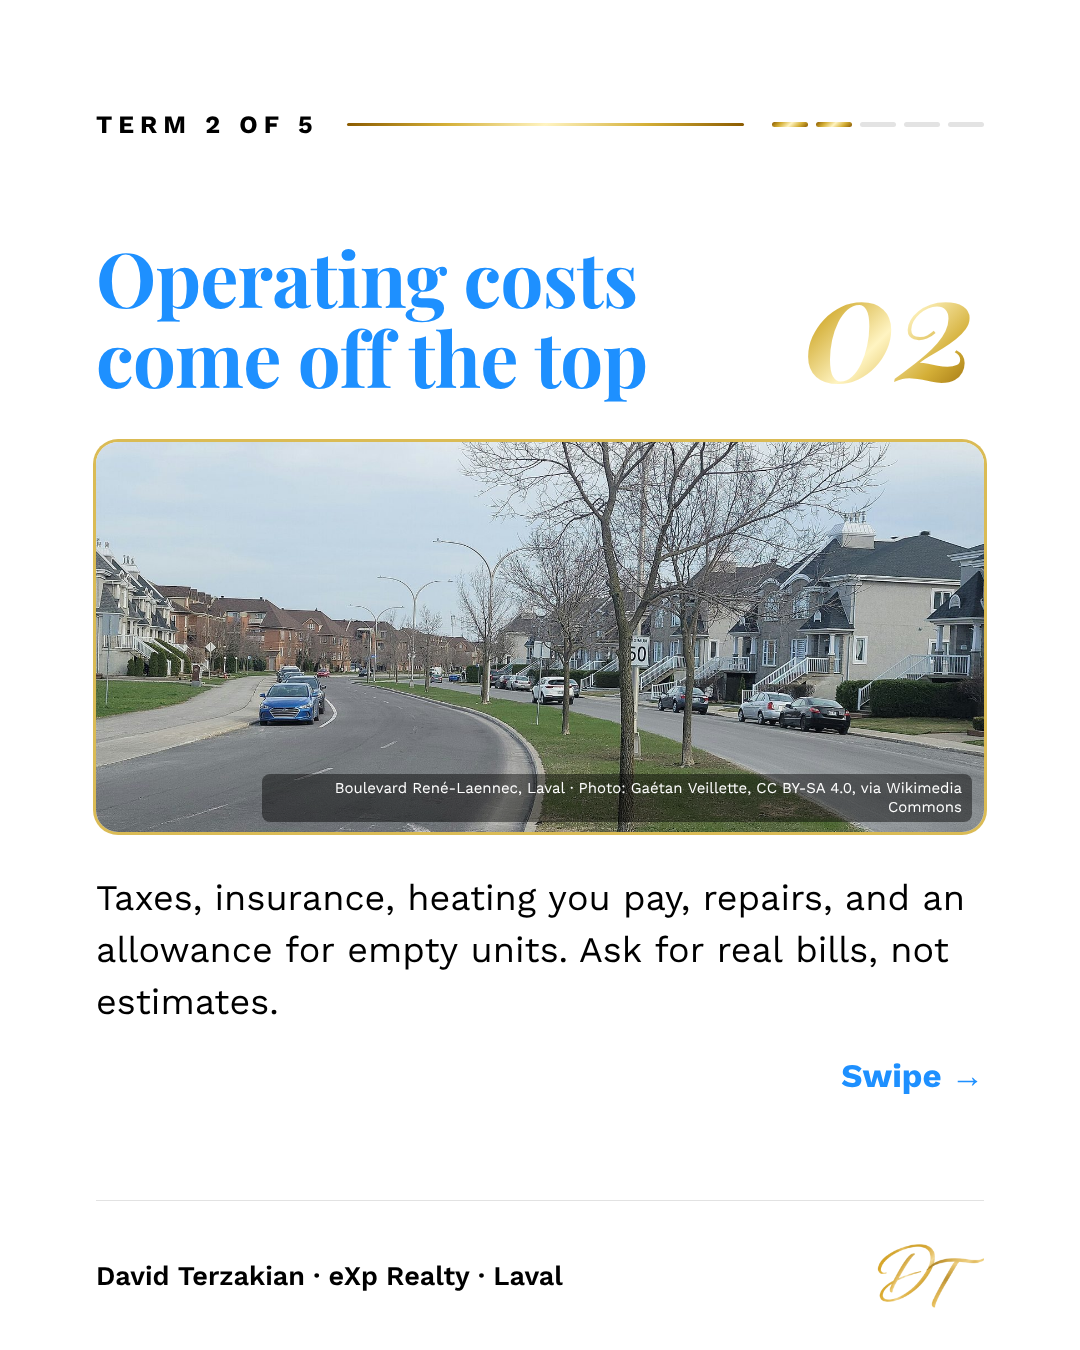 TERM 2 OF 5
Operating costs
come off the top
02
50
Boulevard René-Laennec, Laval · Photo: Gaétan Veillette, CC BY-SA 4.0, via Wikimedia
Commons
Taxes, insurance, heating you pay, repairs, and an
allowance for empty units. Ask for real bills, not
estimates.
Swipe →
David Terzakian · eXp Realty · Laval
DT